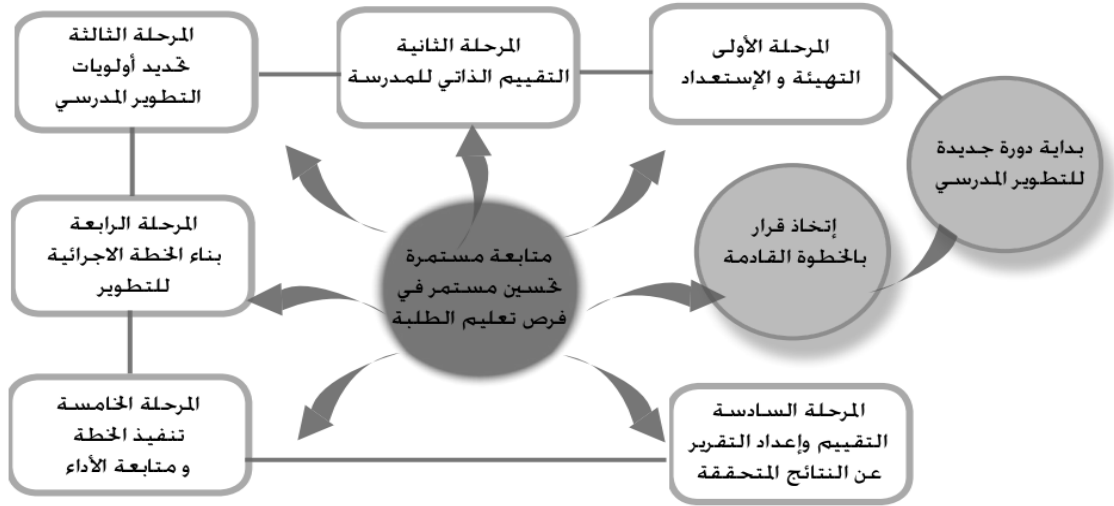 المرحلة الأولى
التهيئة و الإستعداد
المرحلة الثانية
التقييم الذاتي للمدرسة
المرحلة الثالثة
تحديد أولويات
التطوير المدرسي
المرحلة الرابعة
بناء الخطة الاجرائية
للتطوير
المرحلة الخامسة
تنفيذ الخطة
و متابعة الأداء
المرحلة السادسة
التقييم وإعداد التقرير
عن النتائج المتحققة
متابعة مستمرة
تحسين مستمر في
فرص تعليم الطلبة
إتخاذ قرار
بالخطوة القادمة
بداية دورة جديدة
للتطوير المدرسي